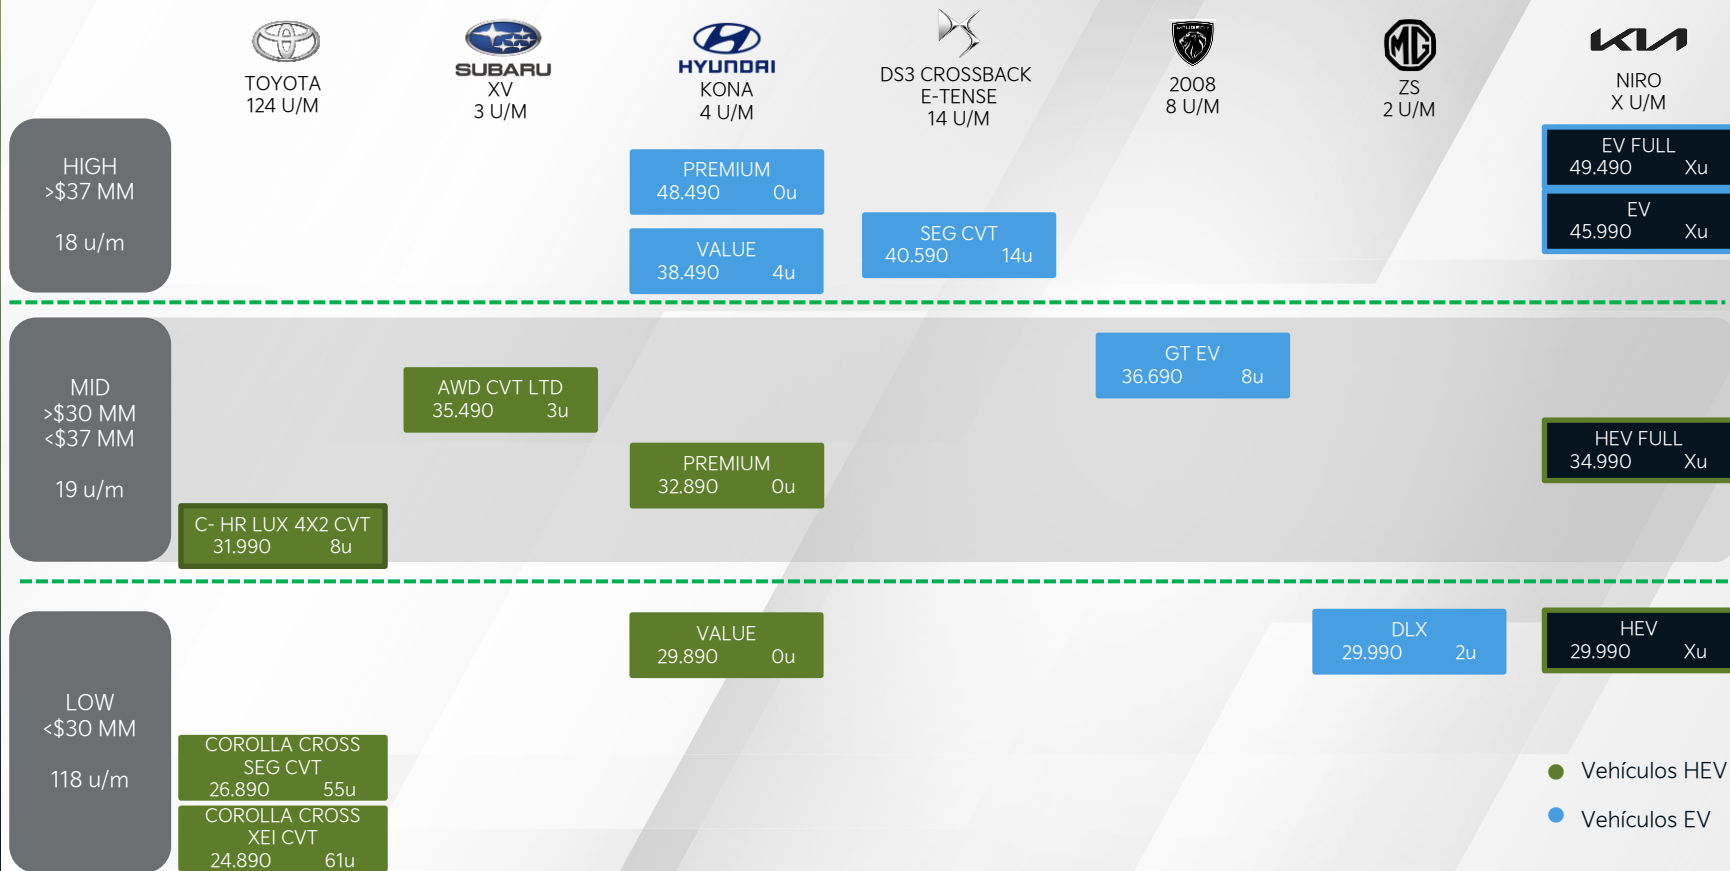 TOYOTA
124 U/M
SUBARU
XV
3 U/M
HYUNDAI
KONA
4 U/M
DS3 CROSSBACK
E-TENSE
14 U/M
2008
8 U/M
MG
ZS
2 U/M
KIA
NIRO
X U/M
HIGH
>$37 MM
18 u/m
PREMIUM
48.490 0u
VALUE
38.490 4u
SEG CVT
40.590 14u
EV FULL
49.490 Xu
EV
45.990 Xu
MID
>$30 MM
<$37 MM
19 u/m
C- HR LUX 4X2 CVT
31.990 8u
AWD CVT LTD
35.490 3u
PREMIUM
32.890 0u
GT EV
36.690 8u
HEV FULL
34.990 Xu
LOW
<$30 MM
118 u/m
COROLLA CROSS
SEG CVT
26.890 55u
COROLLA CROSS
XEI CVT
24.890 61u
VALUE
29.890 0u
DLX
29.990 2u
HEV
29.990 Xu
Vehículos HEV
Vehículos EV